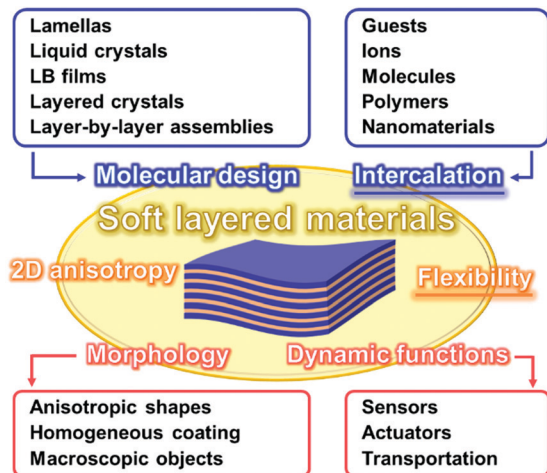 Lamellas
Liquid crystals
LB films
Layered crystals
Layer-by-layer assemblies
Guests
Ions
Molecules
Polymers
Nanomaterials
Molecular design
Intercalation
Soft layered materials
2D anisotropy
Flexibility
Morphology
Dynamic functions
Anisotropic shapes
Homogeneous coating
Macroscopic objects
Sensors
Actuators
Transportation